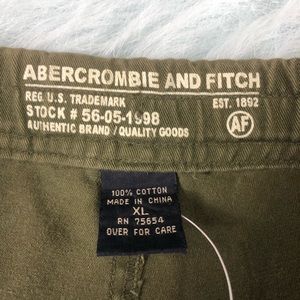 ABERCROMBIE AND FITCH
REG. U.S. TRADEMARK
EST. 1892
STOCK # 56-05-1998
AF
AUTHENTIC BRAND / QUALITY GOODS
100% COTTON
MADE IN CHINA
XL
RN 75654
OVER FOR CARE